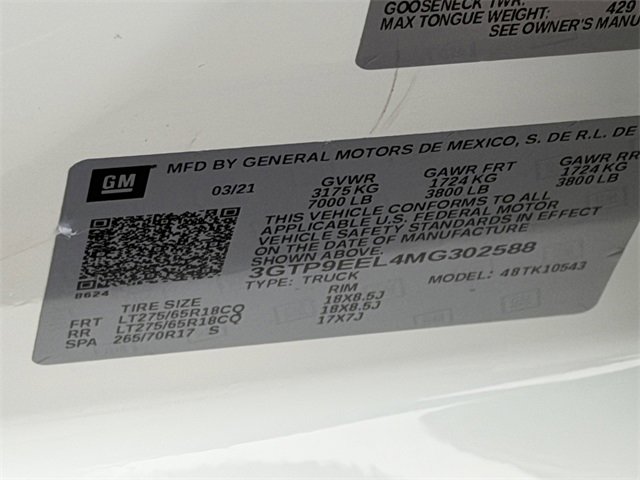 GOOSENECK TWR: 429
MAX TONGUE WEIGHT:
SEE OWNER'S MANU
GM
MFD BY GENERAL MOTORS DE MEXICO, S. DE R.L. DE
03/21 GVWR GAWR FRT GAWR RR
3175 KG 1724 KG 1724 KG
7000 LB 3800 LB 3800 LB
THIS VEHICLE CONFORMS TO ALL
APPLICABLE U.S. FEDERAL MOTOR
VEHICLE SAFETY STANDARDS IN EFFECT
ON THE DATE OF MANUFACTURE
SHOWN ABOVE.
3GTP9EEL4MG302588
TYPE: TRUCK MODEL: 48TK10543
8624
TIRE SIZE RIM
FRT LT275/65R18CQ 18X8.5J
RR LT275/65R18CQ 18X8.5J
SPA 265/70R17 S 17X7J